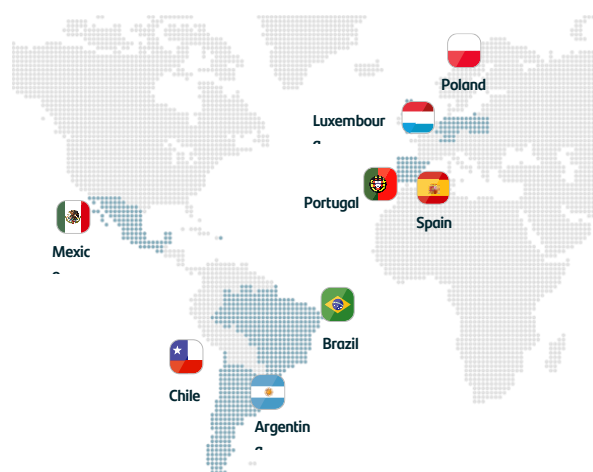 Poland
Luxembour
Portugal
Spain
Mexic
Brazil
Chile
Argentin